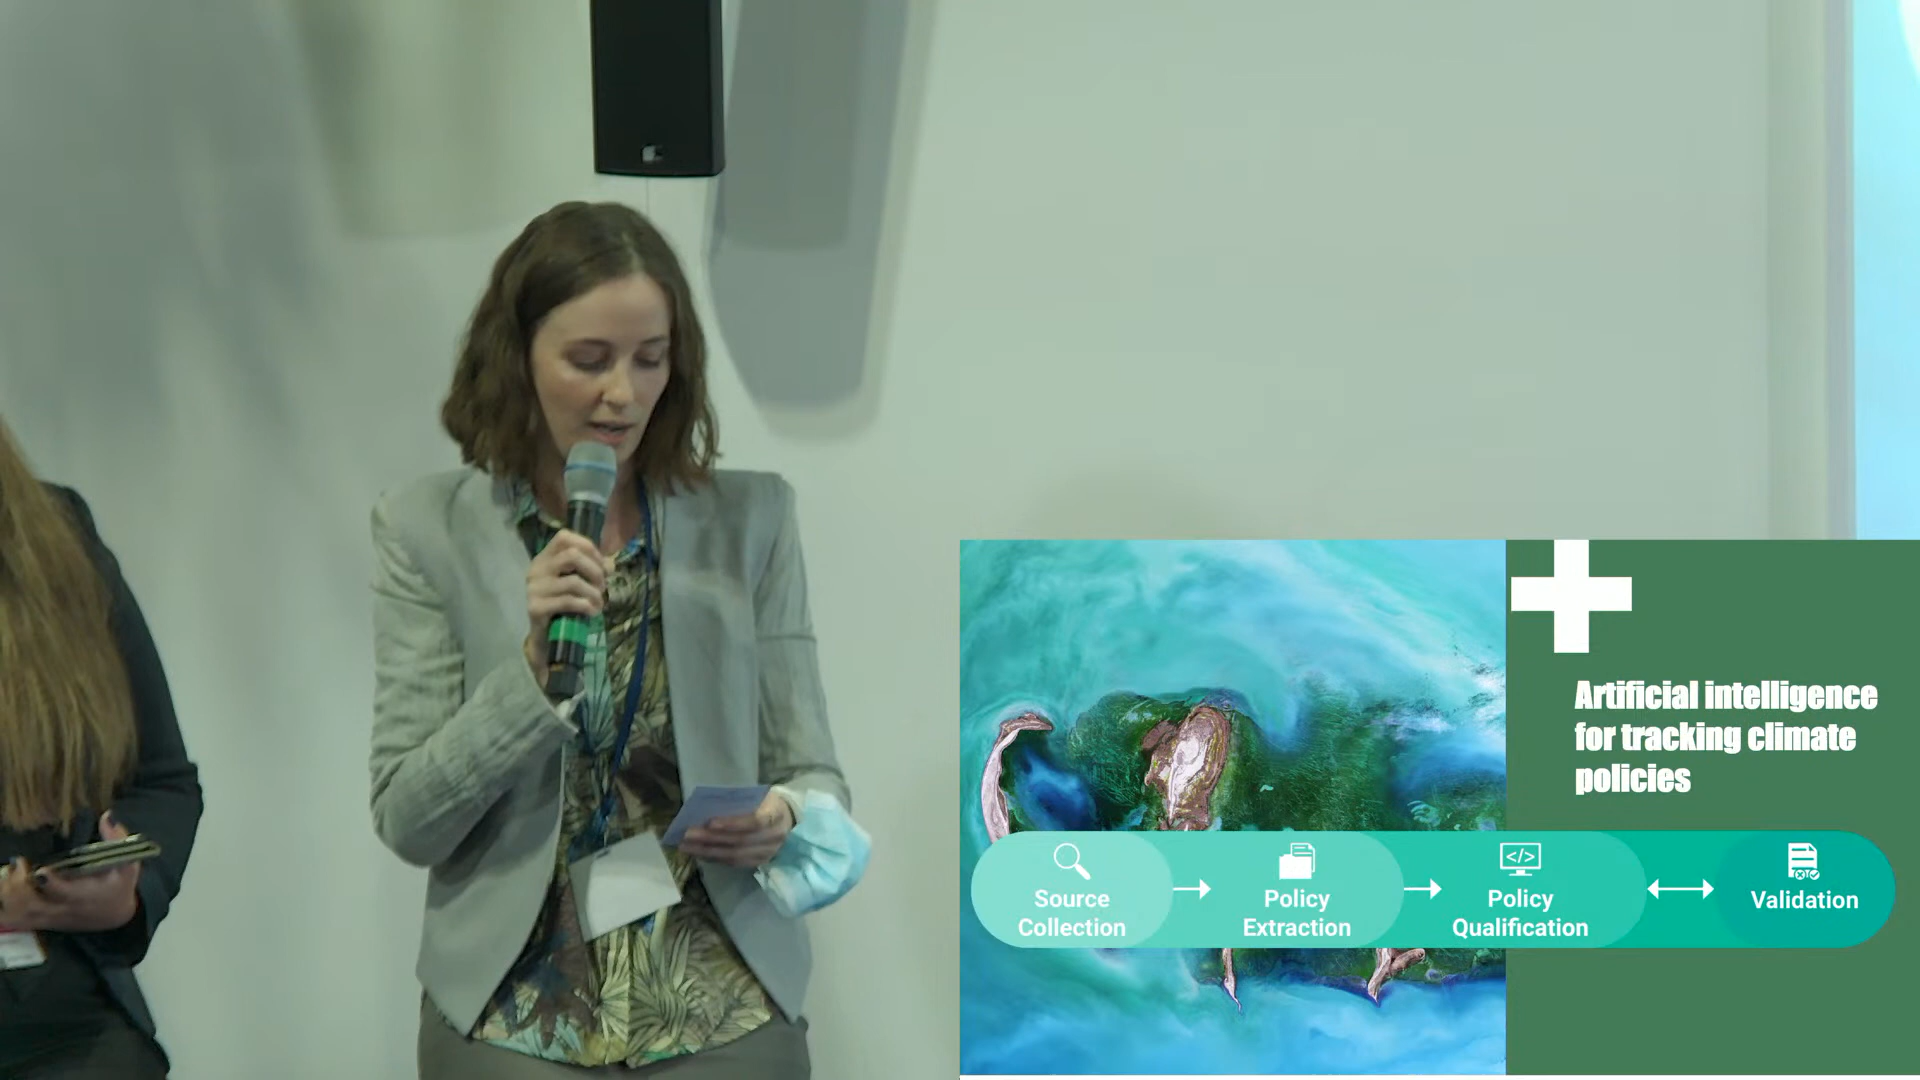 Artificial intelligence
for tracking climate
policies
Source
Collection
Policy
Extraction
</>
Policy
Qualification
Validation